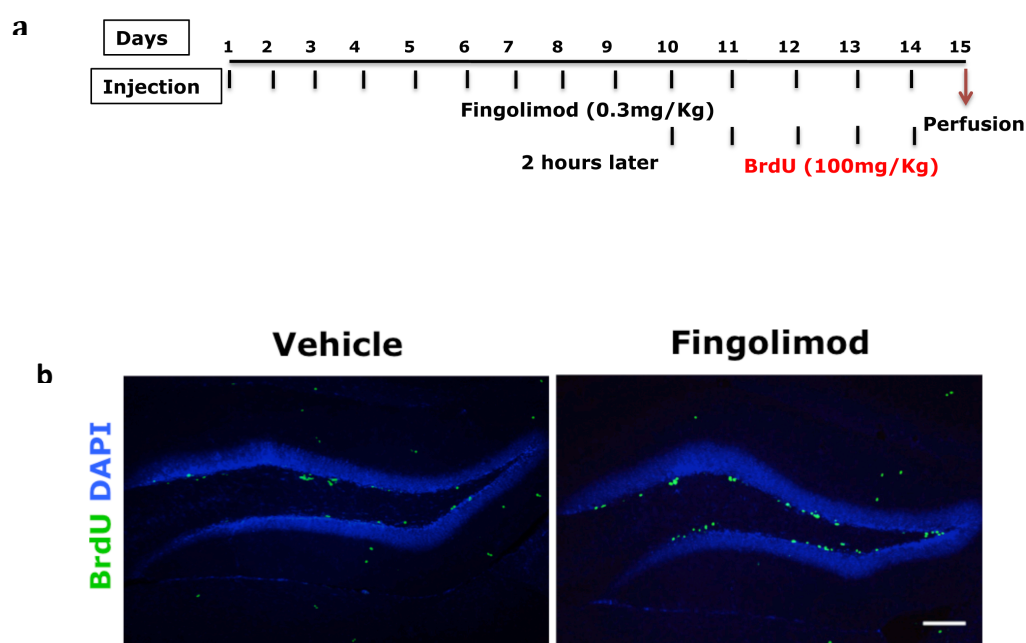 a
Days
1 2 3 4 5 6 7 8 9 10 11 12 13 14 15
Injection
Fingolimod (0.3mg/Kg)
Perfusion
2 hours later
BrdU (100mg/Kg)
Vehicle
Fingolimod
b
BrdU DAPI